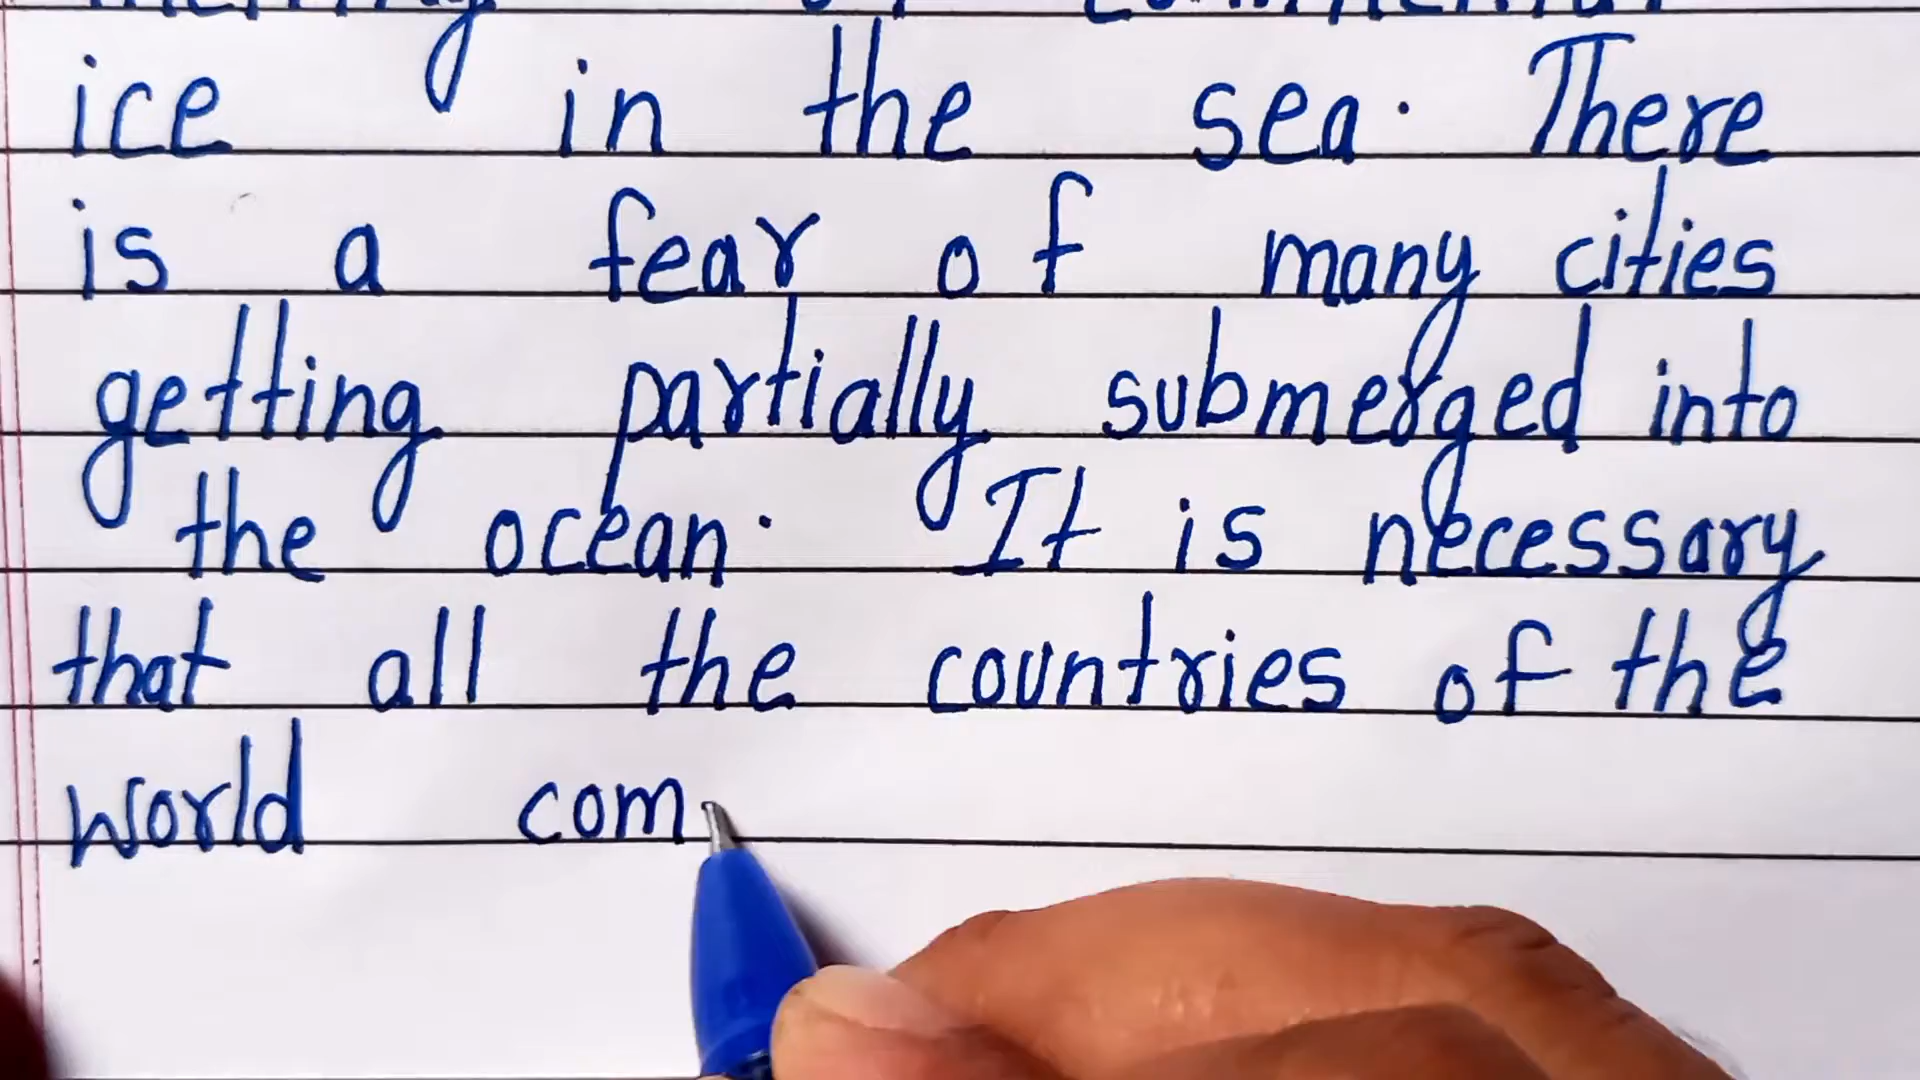 ice in the sea. There
is a fear of many cities
getting partially submerged into
the ocean. It is necessary
that all the countries of the
world com